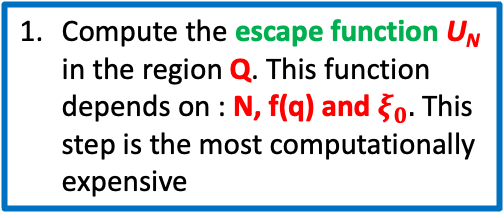 1. Compute the escape function U_N
in the region Q. This function
depends on : N, f(q) and ξ₀. This
step is the most computationally
expensive